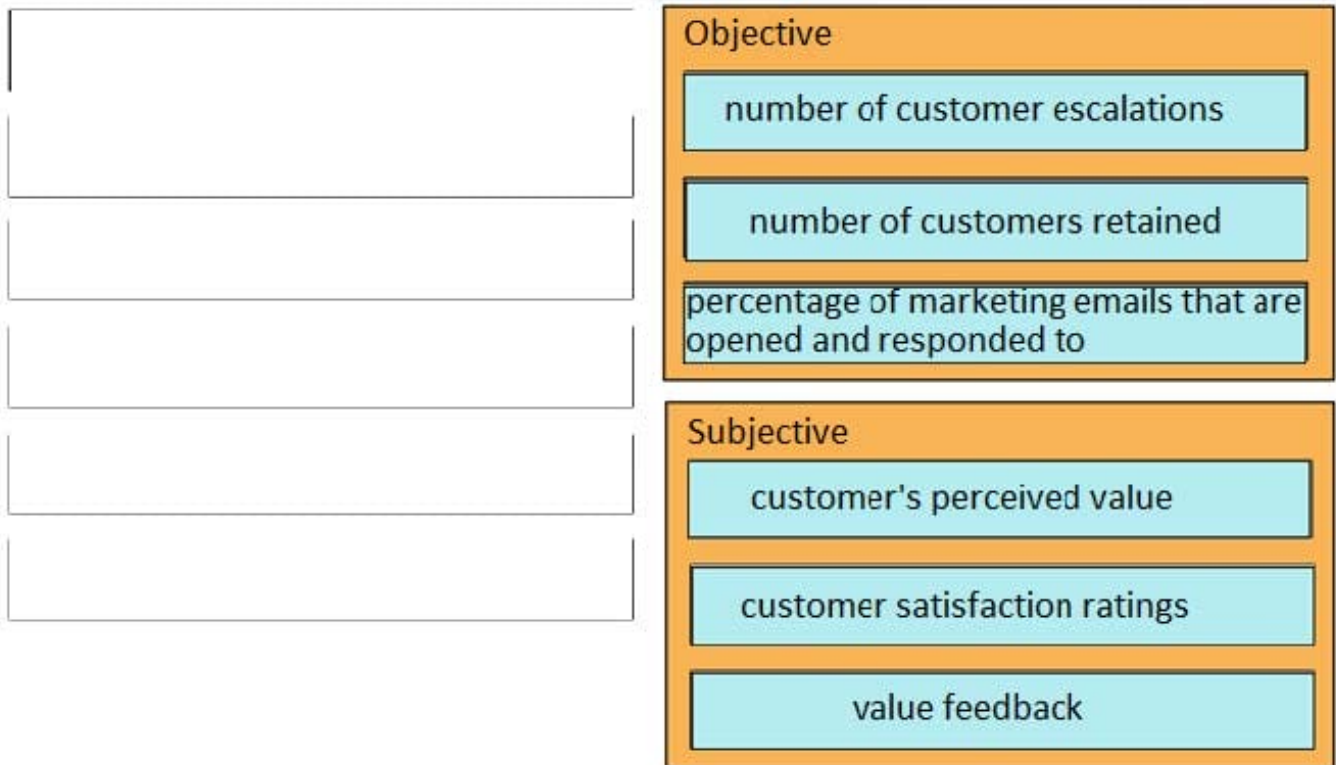 Objective
number of customer escalations
number of customers retained
percentage of marketing emails that are
opened and responded to
Subjective
customer's perceived value
customer satisfaction ratings
value feedback